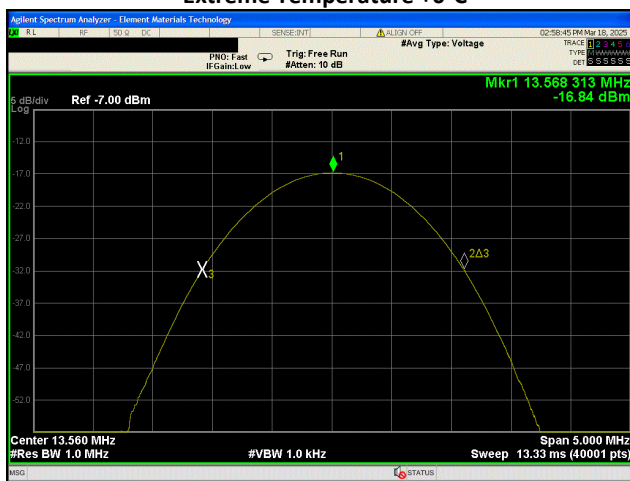 Agilent Spectrum Analyzer - Element Materials Technology
RL RF 50 Ω DC SENSE:INT ALIGN OFF 02:58:45 PM Mar 18, 2025
#Avg Type: Voltage TRACE 1 2 3 4 5 6
PNO: Fast Trig: Free Run TYPE
IFGain:Low #Atten: 10 dB DET S S S S S S
Mkr1 13.568 313 MHz
5 dB/div Ref -7.00 dBm -16.84 dBm
Log
-12.0
1
-17.0
-22.0
-27.0
2Δ3
-32.0
3
-37.0
-42.0
-47.0
-52.0
Center 13.560 MHz Span 5.000 MHz
#Res BW 1.0 MHz #VBW 1.0 kHz Sweep 13.33 ms (40001 pts)
MSG STATUS